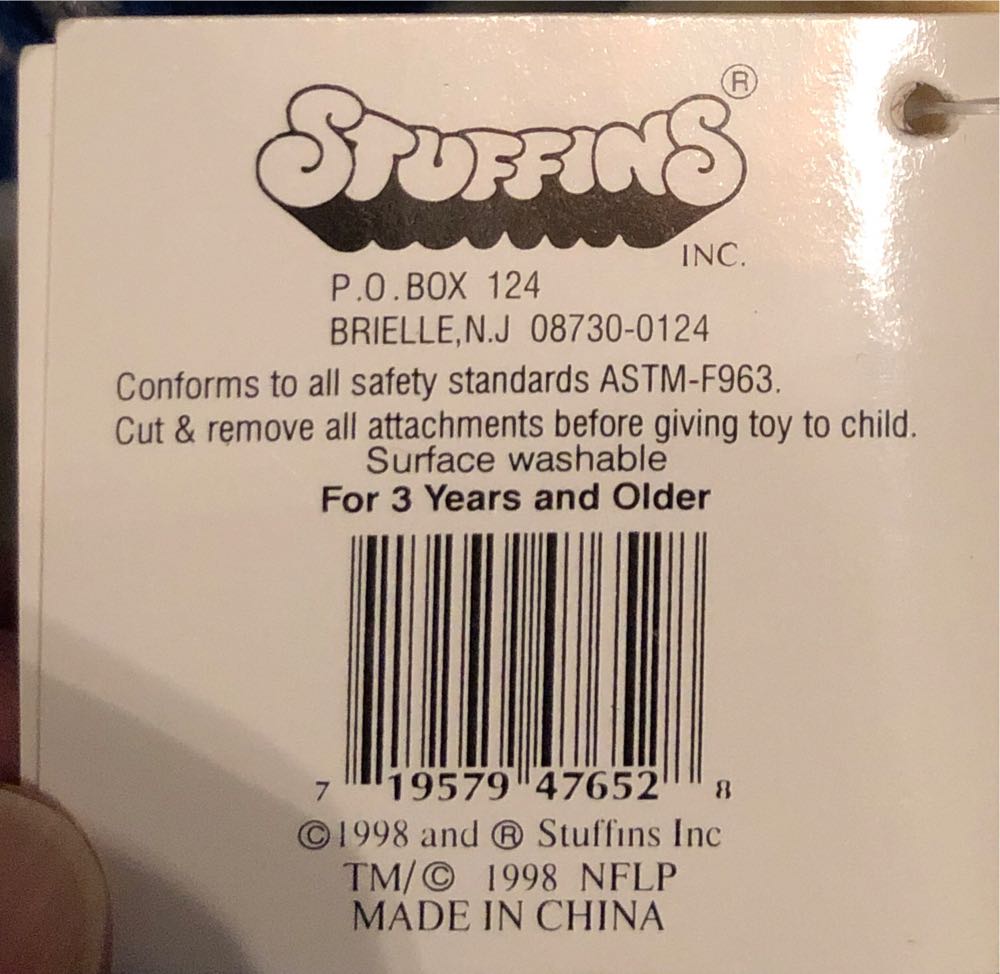 STUFFINS®
INC.
P.O.BOX 124
BRIELLE,N.J 08730-0124
Conforms to all safety standards ASTM-F963.
Cut & remove all attachments before giving toy to child.
Surface washable
For 3 Years and Older
7 19579 47652 8
©1998 and ® Stuffins Inc
TM/© 1998 NFLP
MADE IN CHINA